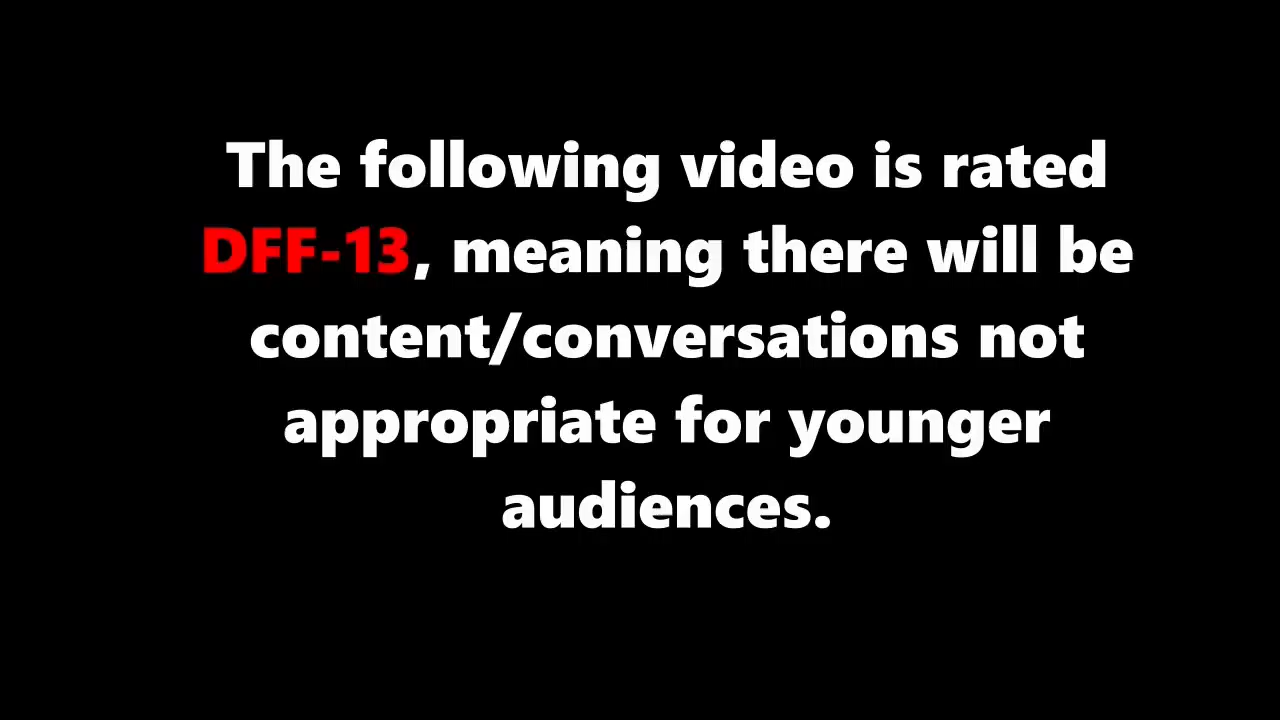 The following video is rated
DFF-13, meaning there will be
content/conversations not
appropriate for younger
audiences.